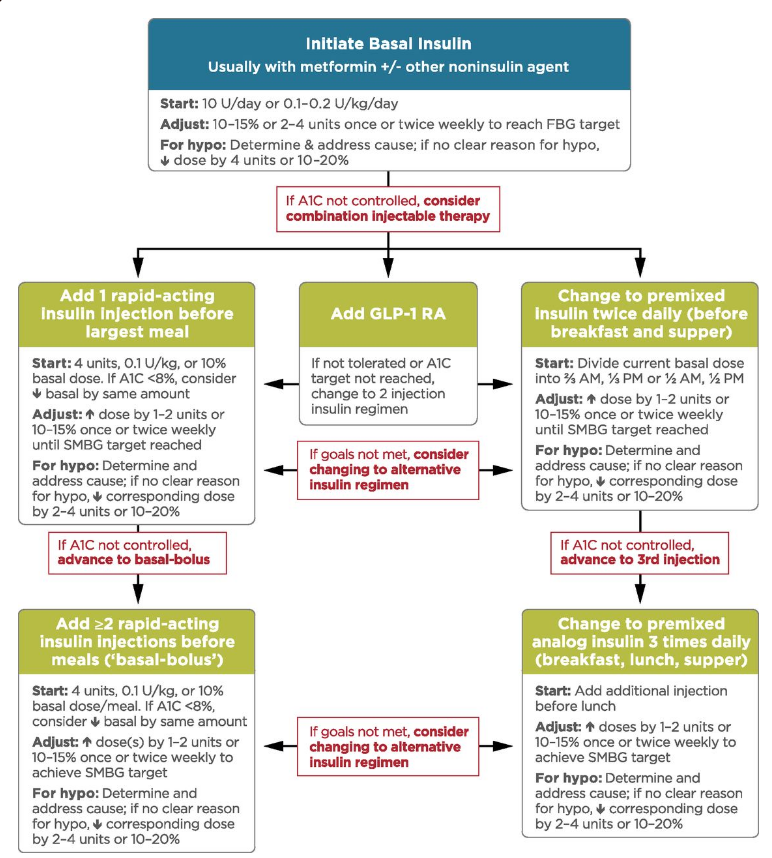 Initiate Basal Insulin
Usually with metformin +/- other noninsulin agent
Start: 10 U/day or 0.1–0.2 U/kg/day
Adjust: 10–15% or 2–4 units once or twice weekly to reach FBG target
For hypo: Determine & address cause; if no clear reason for hypo,
↓ dose by 4 units or 10–20%
If A1C not controlled, consider
combination injectable therapy
Add 1 rapid-acting
insulin injection before
largest meal
Start: 4 units, 0.1 U/kg, or 10%
basal dose. If A1C <8%, consider
↓ basal by same amount
Adjust: ↑ dose by 1–2 units or
10–15% once or twice weekly
until SMBG target reached
For hypo: Determine and
address cause; if no clear reason
for hypo, ↓ corresponding dose
by 2–4 units or 10–20%
Add GLP-1 RA
If not tolerated or A1C
target not reached,
change to 2 injection
insulin regimen
Change to premixed
insulin twice daily (before
breakfast and supper)
Start: Divide current basal dose
into ⅔ AM, ⅓ PM or ½ AM, ½ PM
Adjust: ↑ dose by 1–2 units or
10–15% once or twice weekly
until SMBG target reached
For hypo: Determine and
address cause; if no clear reason
for hypo, ↓ corresponding dose
by 2–4 units or 10–20%
If goals not met, consider
changing to alternative
insulin regimen
If A1C not controlled,
advance to basal-bolus
If A1C not controlled,
advance to 3rd injection
Add ≥2 rapid-acting
insulin injections before
meals ('basal-bolus')
Start: 4 units, 0.1 U/kg, or 10%
basal dose/meal. If A1C <8%,
consider ↓ basal by same amount
Adjust: ↑ dose(s) by 1–2 units or
10–15% once or twice weekly to
achieve SMBG target
For hypo: Determine and
address cause; if no clear reason
for hypo, ↓ corresponding dose
by 2–4 units or 10–20%
If goals not met, consider
changing to alternative
insulin regimen
Change to premixed
analog insulin 3 times daily
(breakfast, lunch, supper)
Start: Add additional injection
before lunch
Adjust: ↑ doses by 1–2 units or
10–15% once or twice weekly to
achieve SMBG target
For hypo: Determine and
address cause; if no clear reason
for hypo, ↓ corresponding dose
by 2–4 units or 10–20%